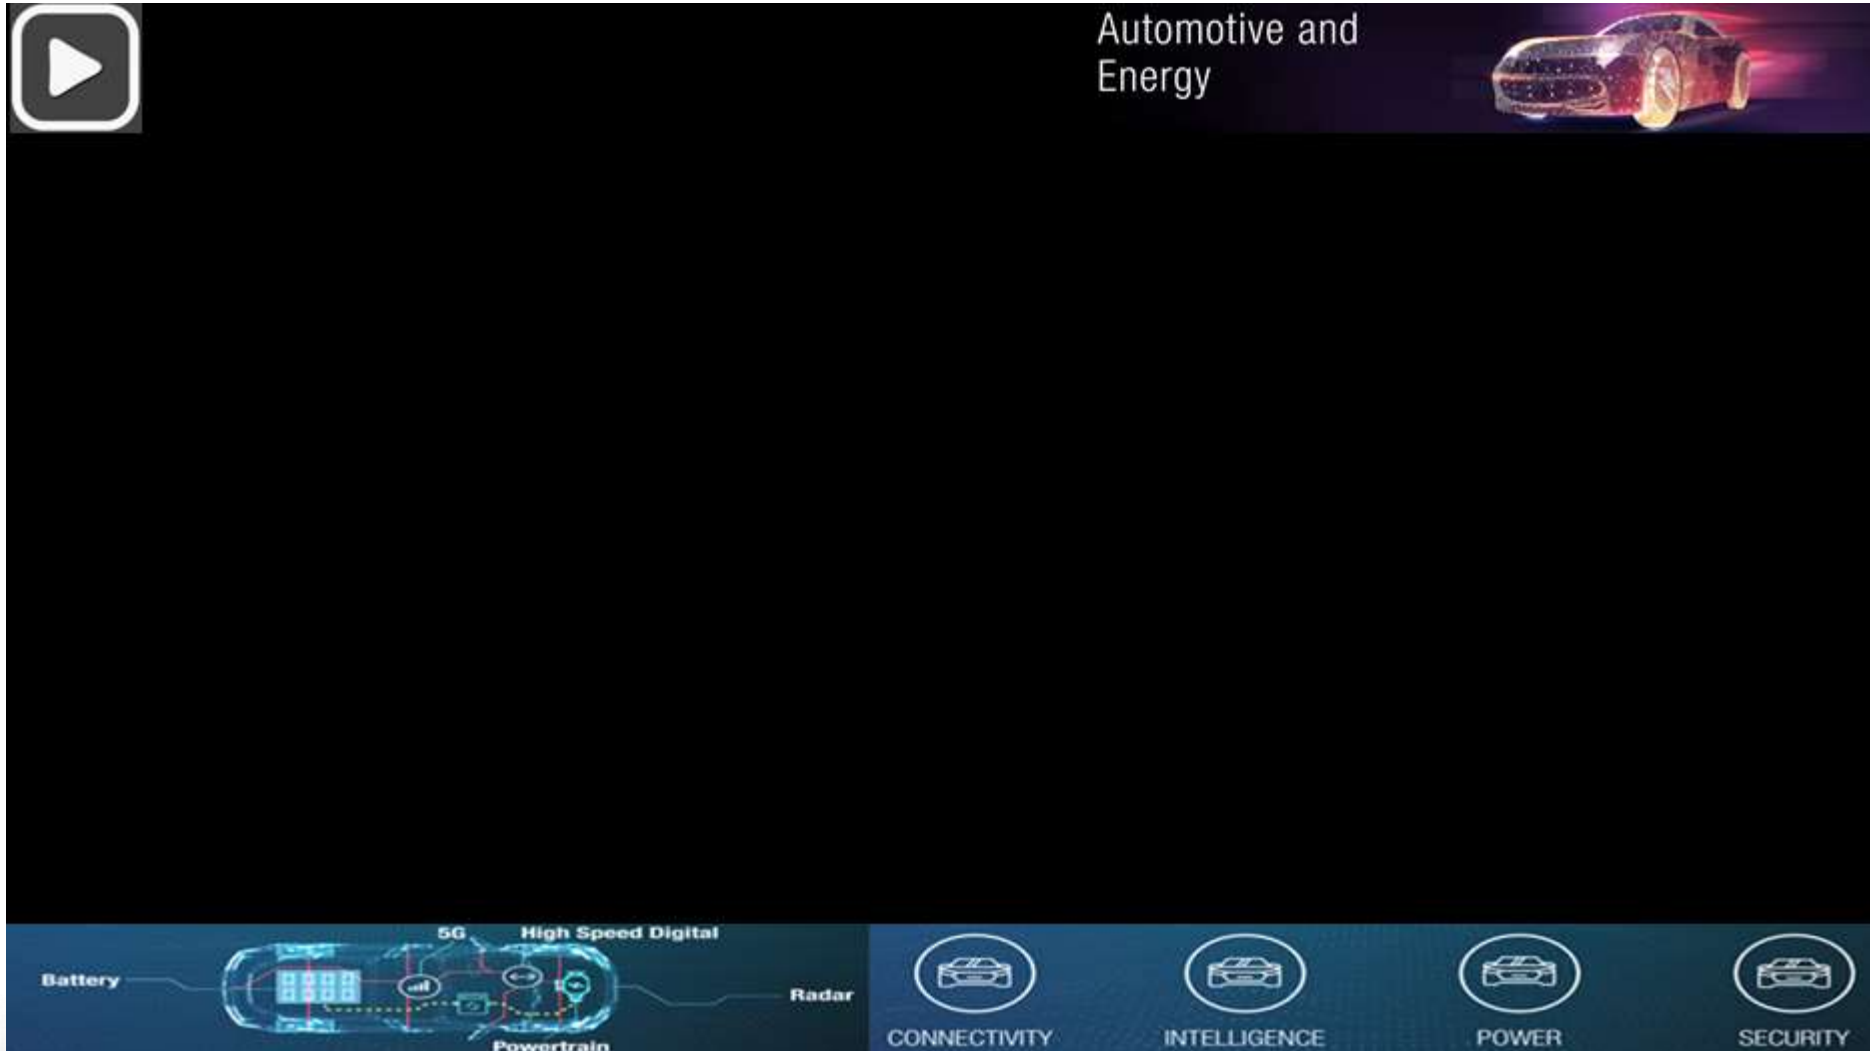 Automotive and
Energy
5G
High Speed Digital
Battery
Radar
Powertrain
CONNECTIVITY
INTELLIGENCE
POWER
SECURITY